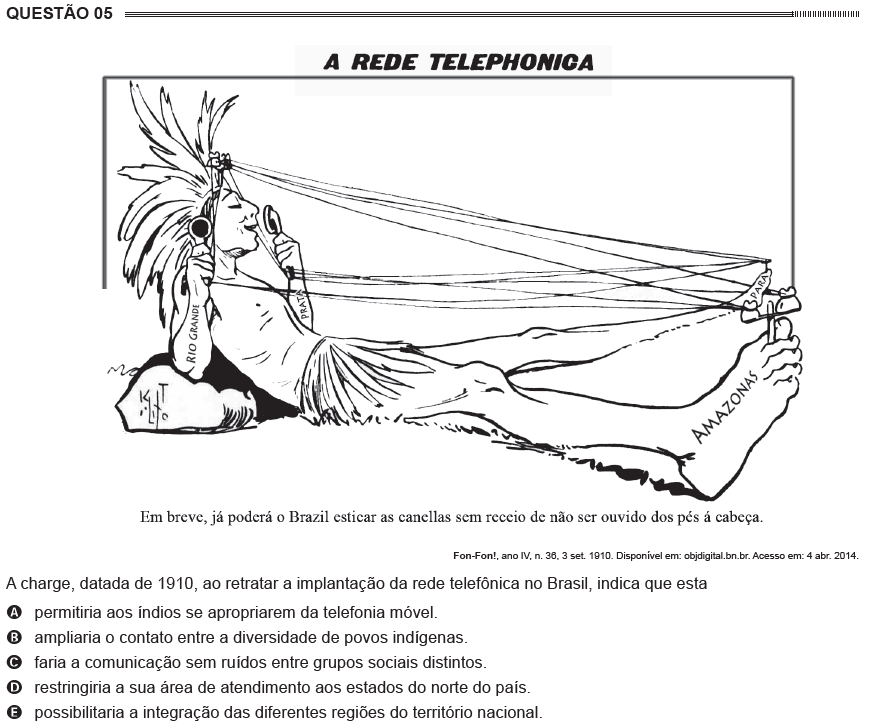 QUESTÃO 05
A REDE TELEPHONICA
RIO GRANDE
PRATA
PARÁ
AMAZONAS
Em breve, já poderá o Brazil esticar as canellas sem receio de não ser ouvido dos pés á cabeça.
Fon-Fon!, ano IV, n. 36, 3 set. 1910. Disponível em: objdigital.bn.br. Acesso em: 4 abr. 2014.
A charge, datada de 1910, ao retratar a implantação da rede telefônica no Brasil, indica que esta
A permitiria aos índios se apropriarem da telefonia móvel.
B ampliaria o contato entre a diversidade de povos indígenas.
C faria a comunicação sem ruídos entre grupos sociais distintos.
D restringiria a sua área de atendimento aos estados do norte do país.
E possibilitaria a integração das diferentes regiões do território nacional.